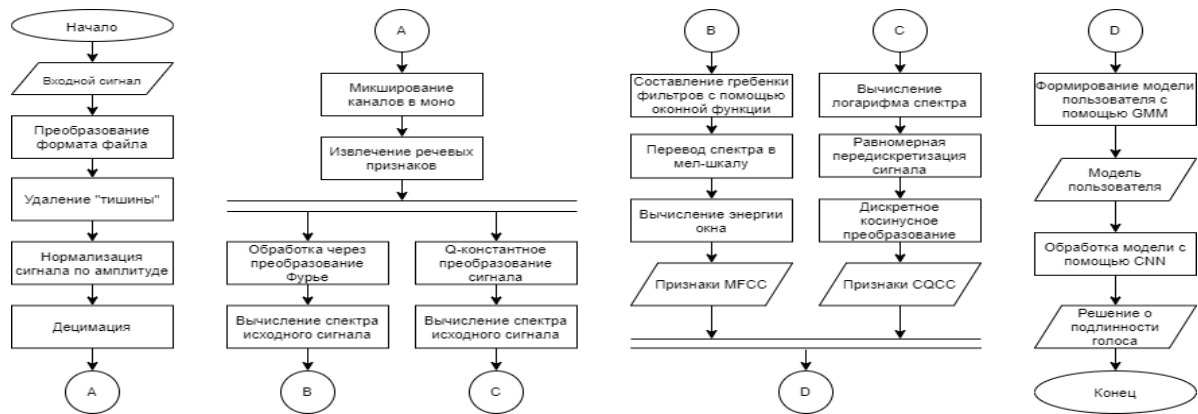 Начало
Входной сигнал
Преобразование
формата файла
Удаление "тишины"
Нормализация
сигнала по амплитуде
Децимация
A
A
Микширование
каналов в моно
Извлечение речевых
признаков
Обработка через
преобразование
Фурье
Вычисление спектра
исходного сигнала
B
Q-константное
преобразование
сигнала
Вычисление спектра
исходного сигнала
C
B
Составление гребенки
фильтров с помощью
оконной функции
Перевод спектра в
мел-шкалу
Вычисление энергии
окна
Признаки MFCC
C
Вычисление
логарифма спектра
Равномерная
передискретизация
сигнала
Дискретное
косинусное
преобразование
Признаки CQCC
D
D
Формирование модели
пользователя с
помощью GMM
Модель
пользователя
Обработка модели с
помощью CNN
Решение о
подлинности
голоса
Конец